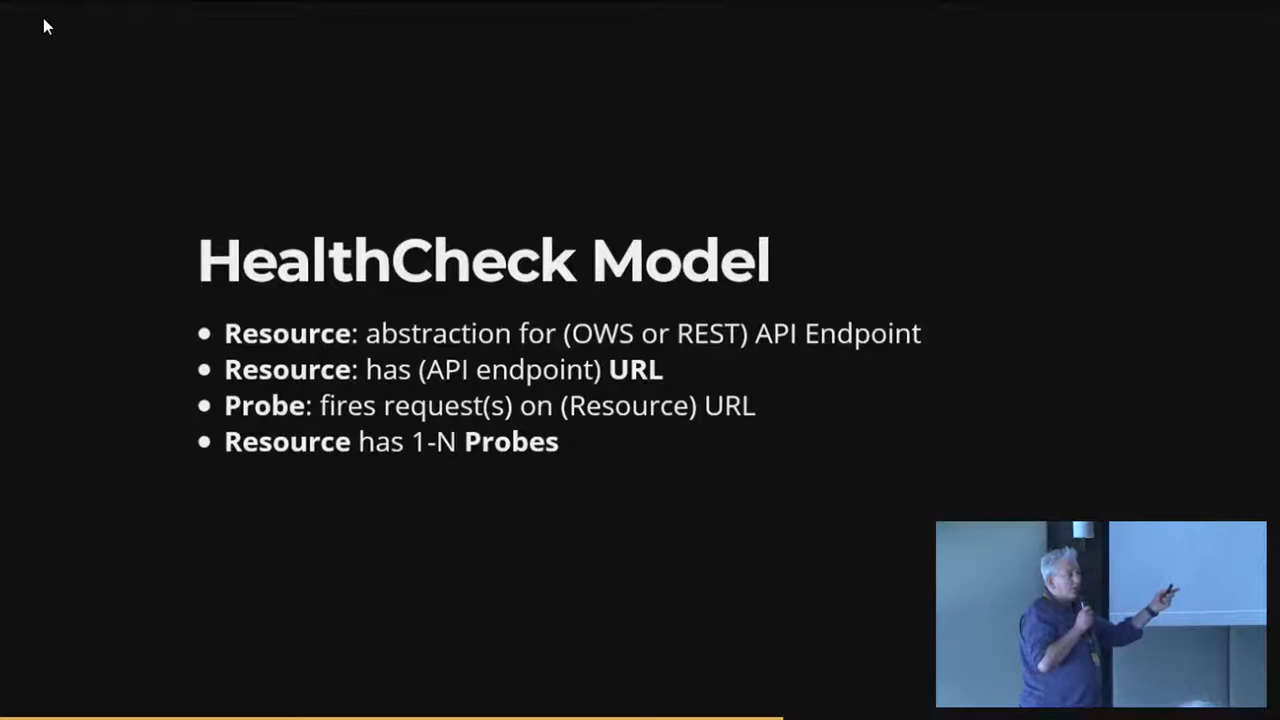 HealthCheck Model
Resource: abstraction for (OWS or REST) API Endpoint
Resource: has (API endpoint) URL
Probe: fires request(s) on (Resource) URL
Resource has 1-N Probes